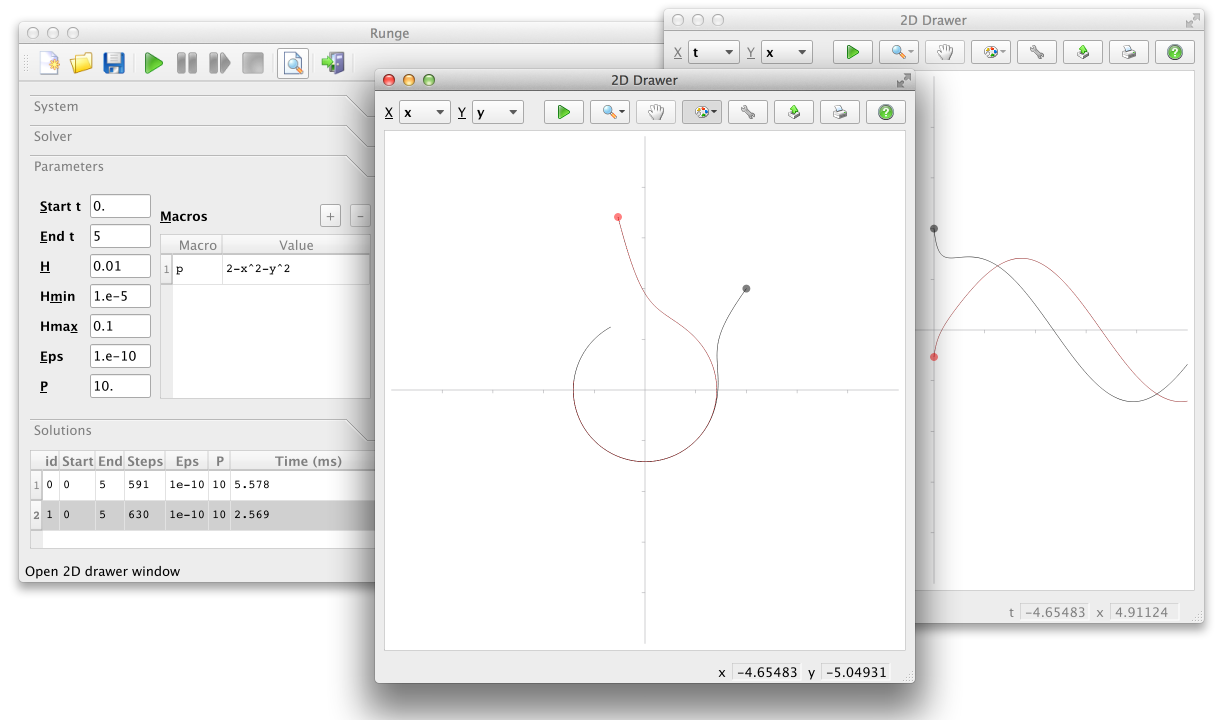 Runge
System
Solver
Parameters
Start t 0.
End t 5
H 0.01
Hmin 1.e-5
Hmax 0.1
Eps 1.e-10
P 10.
Macros + -
Macro Value
1 p 2-x^2-y^2
Solutions
id Start End Steps Eps P Time (ms)
1 0 0 5 591 1e-10 10 5.578
2 1 0 5 630 1e-10 10 2.569
Open 2D drawer window
2D Drawer
X x Y y
x -4.65483 y -5.04931
2D Drawer
X t Y x
t -4.65483 x 4.91124